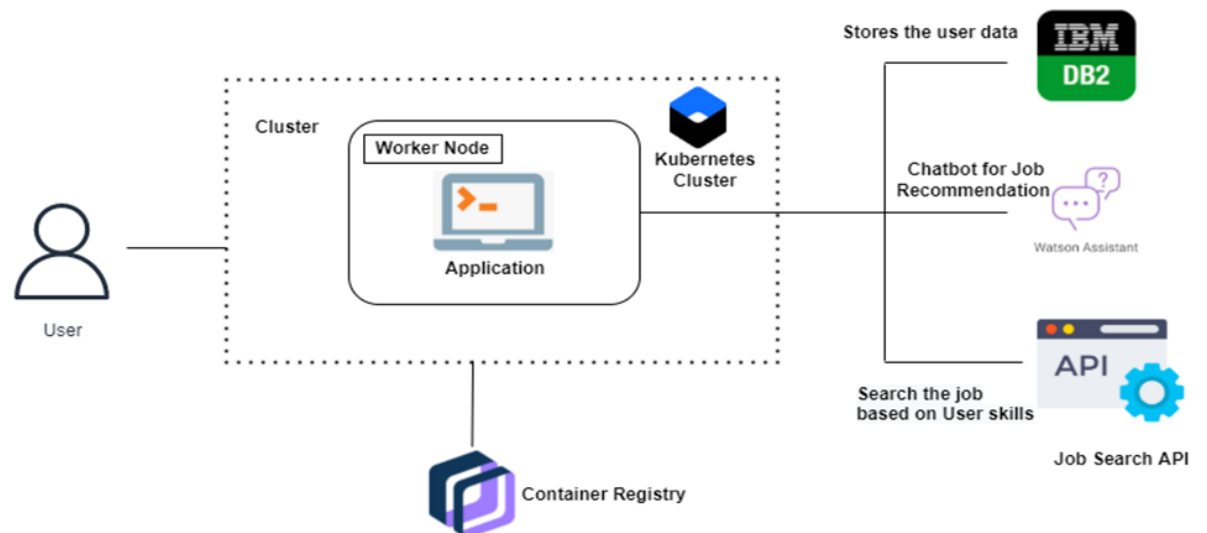 Stores the user data
IBM
DB2
Cluster
Worker Node
Kubernetes
Cluster
Application
Chatbot for Job
Recommendation
?
Watson Assistant
User
API
Search the job
based on User skills
Job Search API
Container Registry